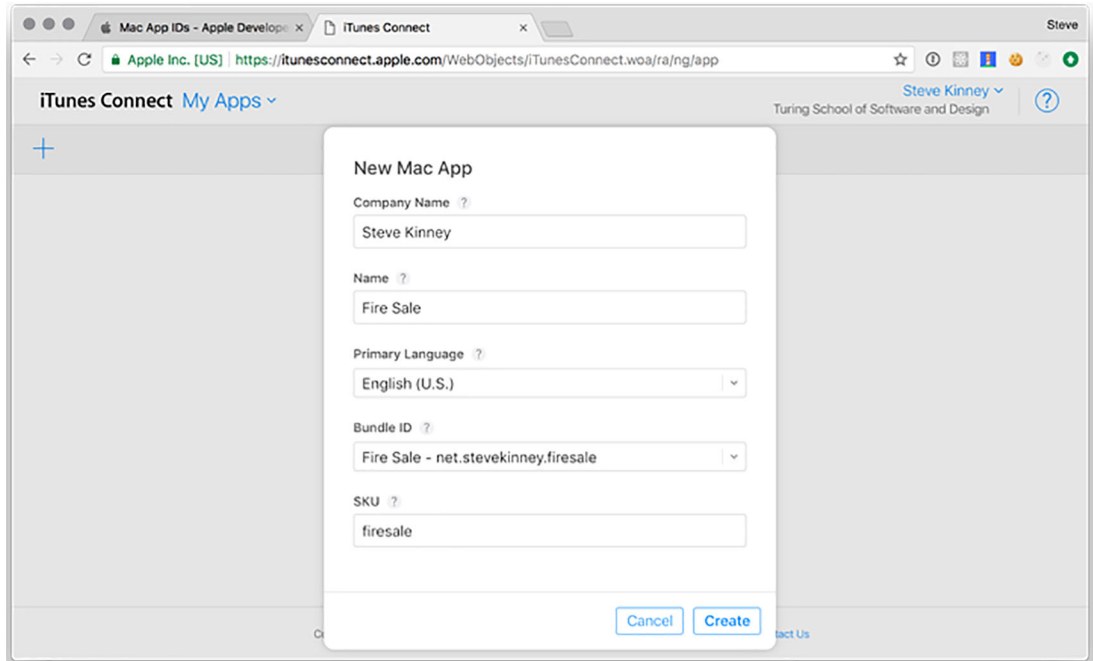 Mac App IDs - Apple Develope
iTunes Connect
Steve
Apple Inc. [US] https://itunesconnect.apple.com/WebObjects/iTunesConnect.woa/ra/ng/app
iTunes Connect My Apps
Steve Kinney
Turing School of Software and Design
?
New Mac App
Company Name ?
Steve Kinney
Name ?
Fire Sale
Primary Language ?
English (U.S.)
Bundle ID ?
Fire Sale - net.stevekinney.firesale
SKU ?
firesale
Cancel
Create
tact Us